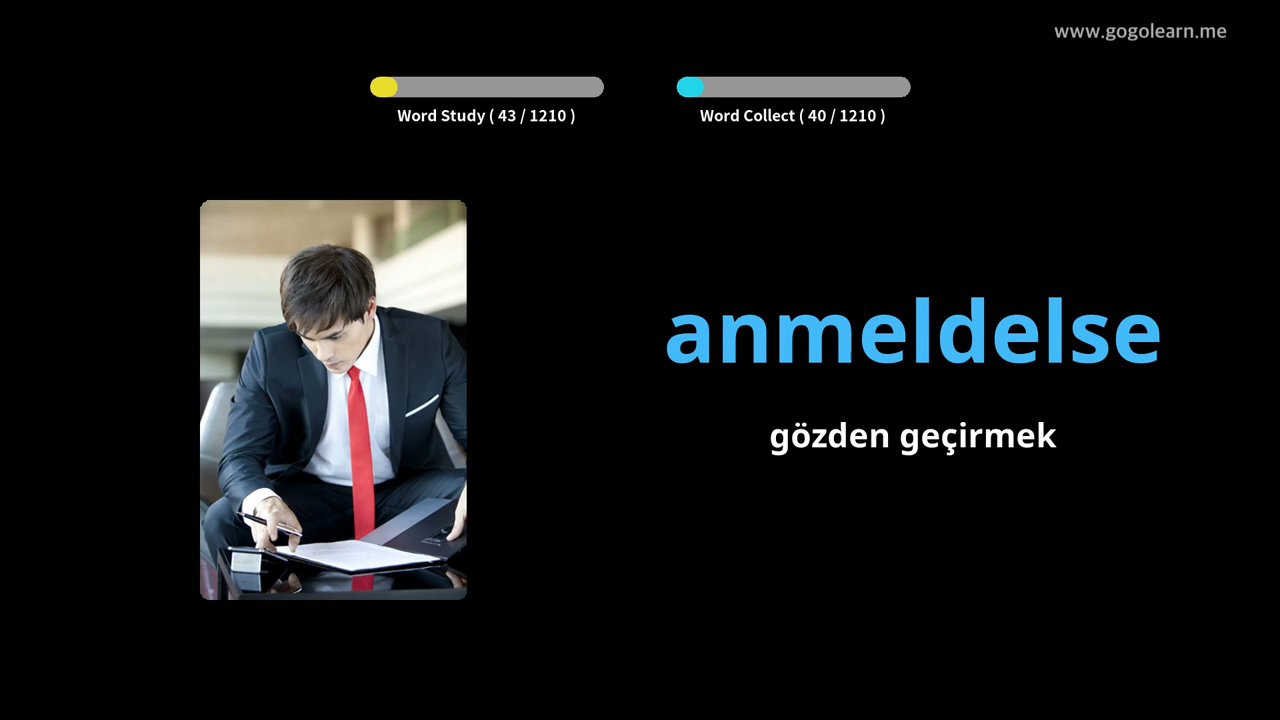 www.gogolearn.me
Word Study ( 43 / 1210 )
Word Collect ( 40 / 1210 )
anmeldelse
gözden geçirmek